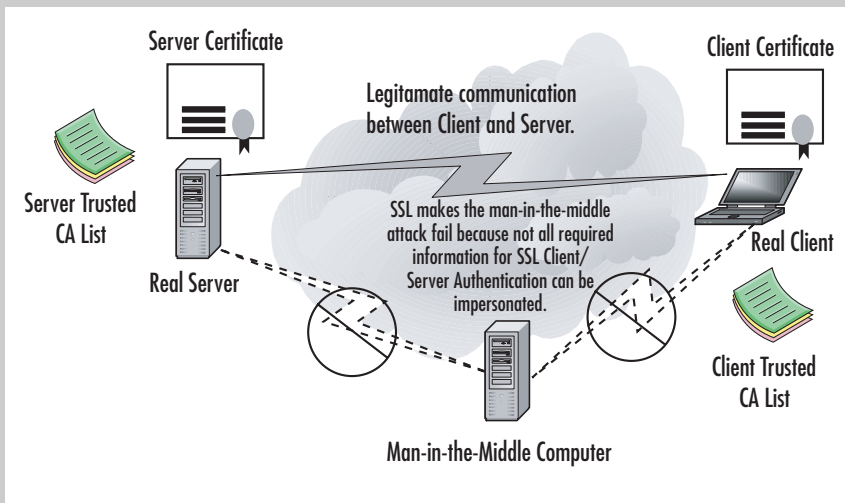 Server Certificate
Client Certificate
Legitamate communication
between Client and Server.
Server Trusted
CA List
SSL makes the man-in-the-middle
attack fail because not all required
information for SSL Client/
Server Authentication can be
impersonated.
Real Server
Real Client
Client Trusted
CA List
Man-in-the-Middle Computer